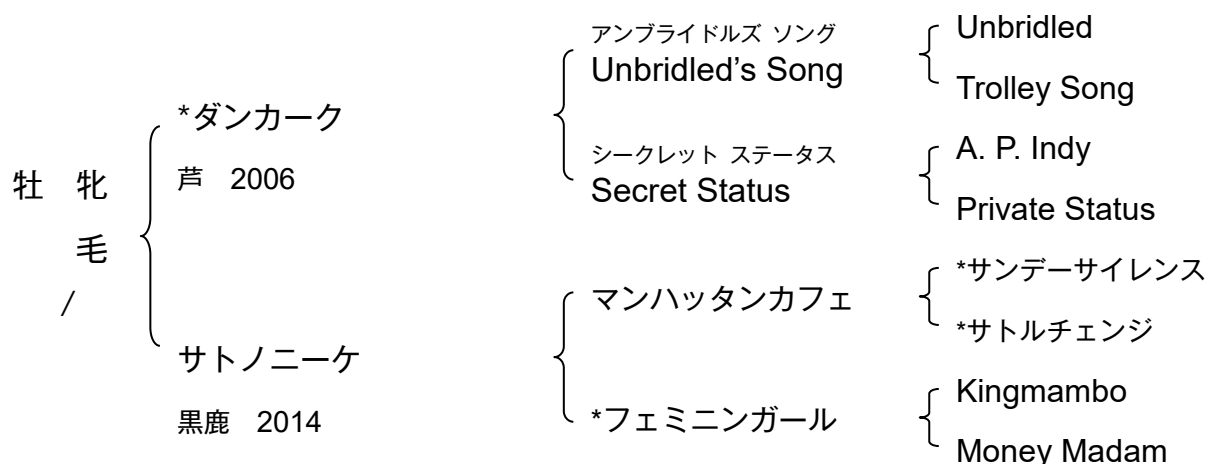 牡 牝
毛
/
*ダンカーク
芦 2006
サトノニーケ
黒鹿 2014
アンブライドルズ ソング
Unbridled's Song
シークレット ステータス
Secret Status
マンハッタンカフェ
*フェミニンガール
Unbridled
Trolley Song
A. P. Indy
Private Status
*サンデーサイレンス
*サトルチェンジ
Kingmambo
Money Madam